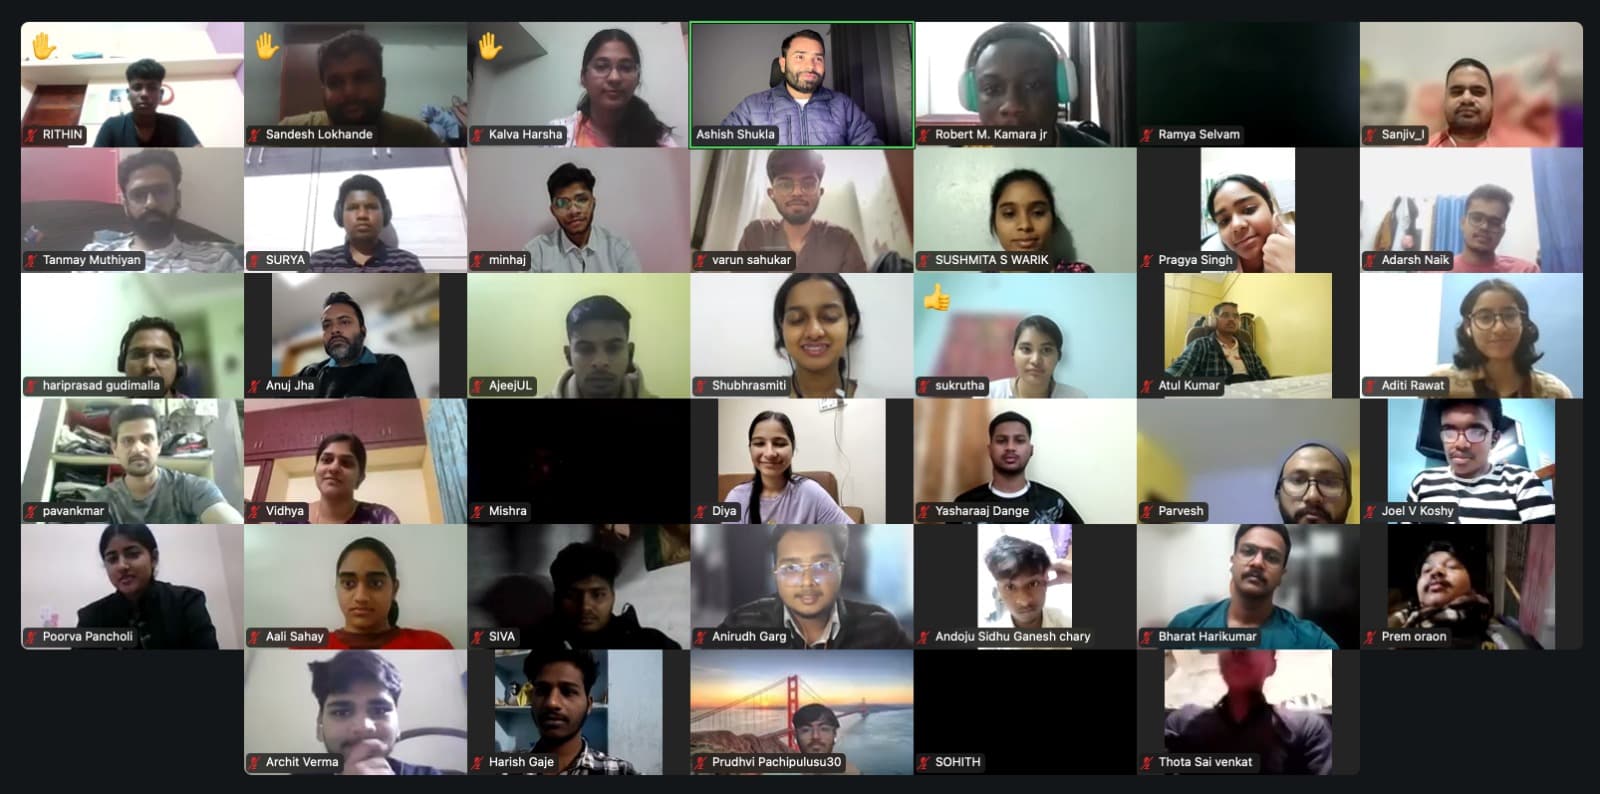 RITHIN
Sandesh Lokhande
Kalva Harsha
Ashish Shukla
Robert M. Kamara jr
Ramya Selvam
Sanjiv_I
Tanmay Muthiyan
SURYA
minhaj
varun sahukar
SUSHMITA S WARIK
Pragya Singh
Adarsh Naik
hariprasad gudimalla
Anuj Jha
AjeejUL
Shubhrasmiti
sukrutha
Atul Kumar
Aditi Rawat
pavankmar
Vidhya
Mishra
Diya
Yasharaaj Dange
Parvesh
Joel V Koshy
Poorva Pancholi
Aali Sahay
SIVA
Anirudh Garg
Andoju Sidhu Ganesh chary
Bharat Harikumar
Prem oraon
Archit Verma
Harish Gaje
Prudhvi Pachipulusu30
SOHITH
Thota Sai venkat